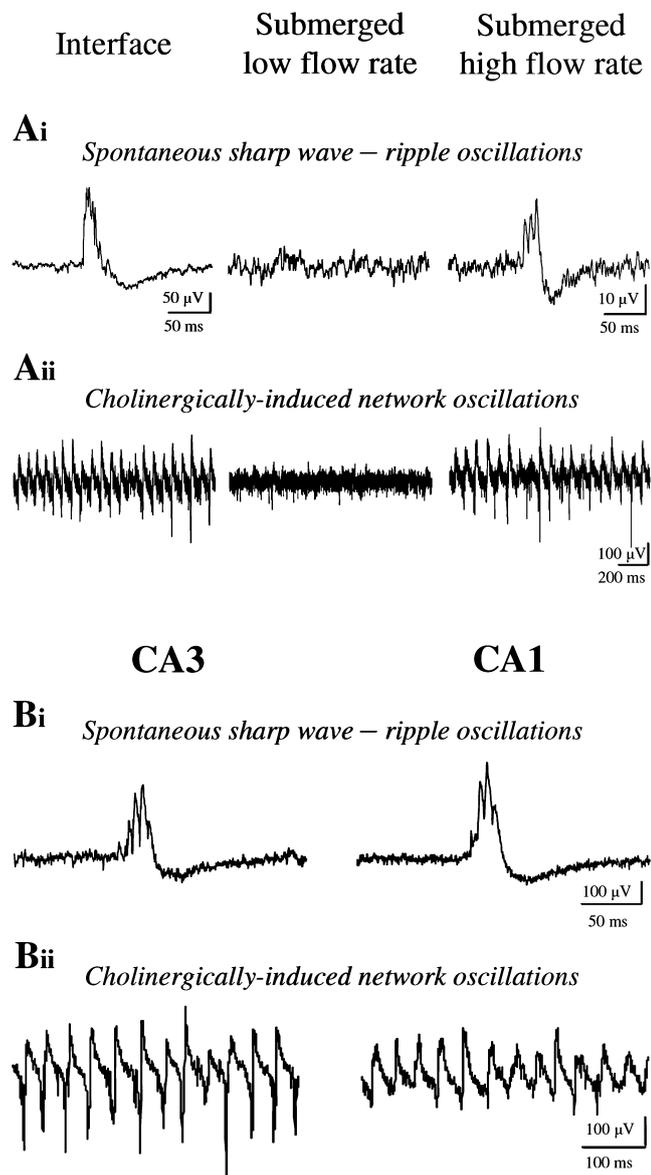 Interface
Submerged
low flow rate
Submerged
high flow rate
Ai
Spontaneous sharp wave – ripple oscillations
50 µV
50 ms
10 µV
50 ms
Aii
Cholinergically-induced network oscillations
100 µV
200 ms
CA3
CA1
Bi
Spontaneous sharp wave – ripple oscillations
100 µV
50 ms
Bii
Cholinergically-induced network oscillations
100 µV
100 ms